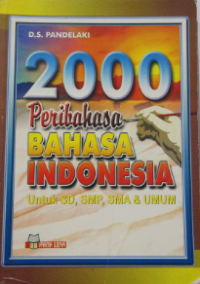 D.S. PANDELAKI
2000
Peribahasa
BAHASA
INDONESIA
Untuk SD, SMP, SMA & UMUM